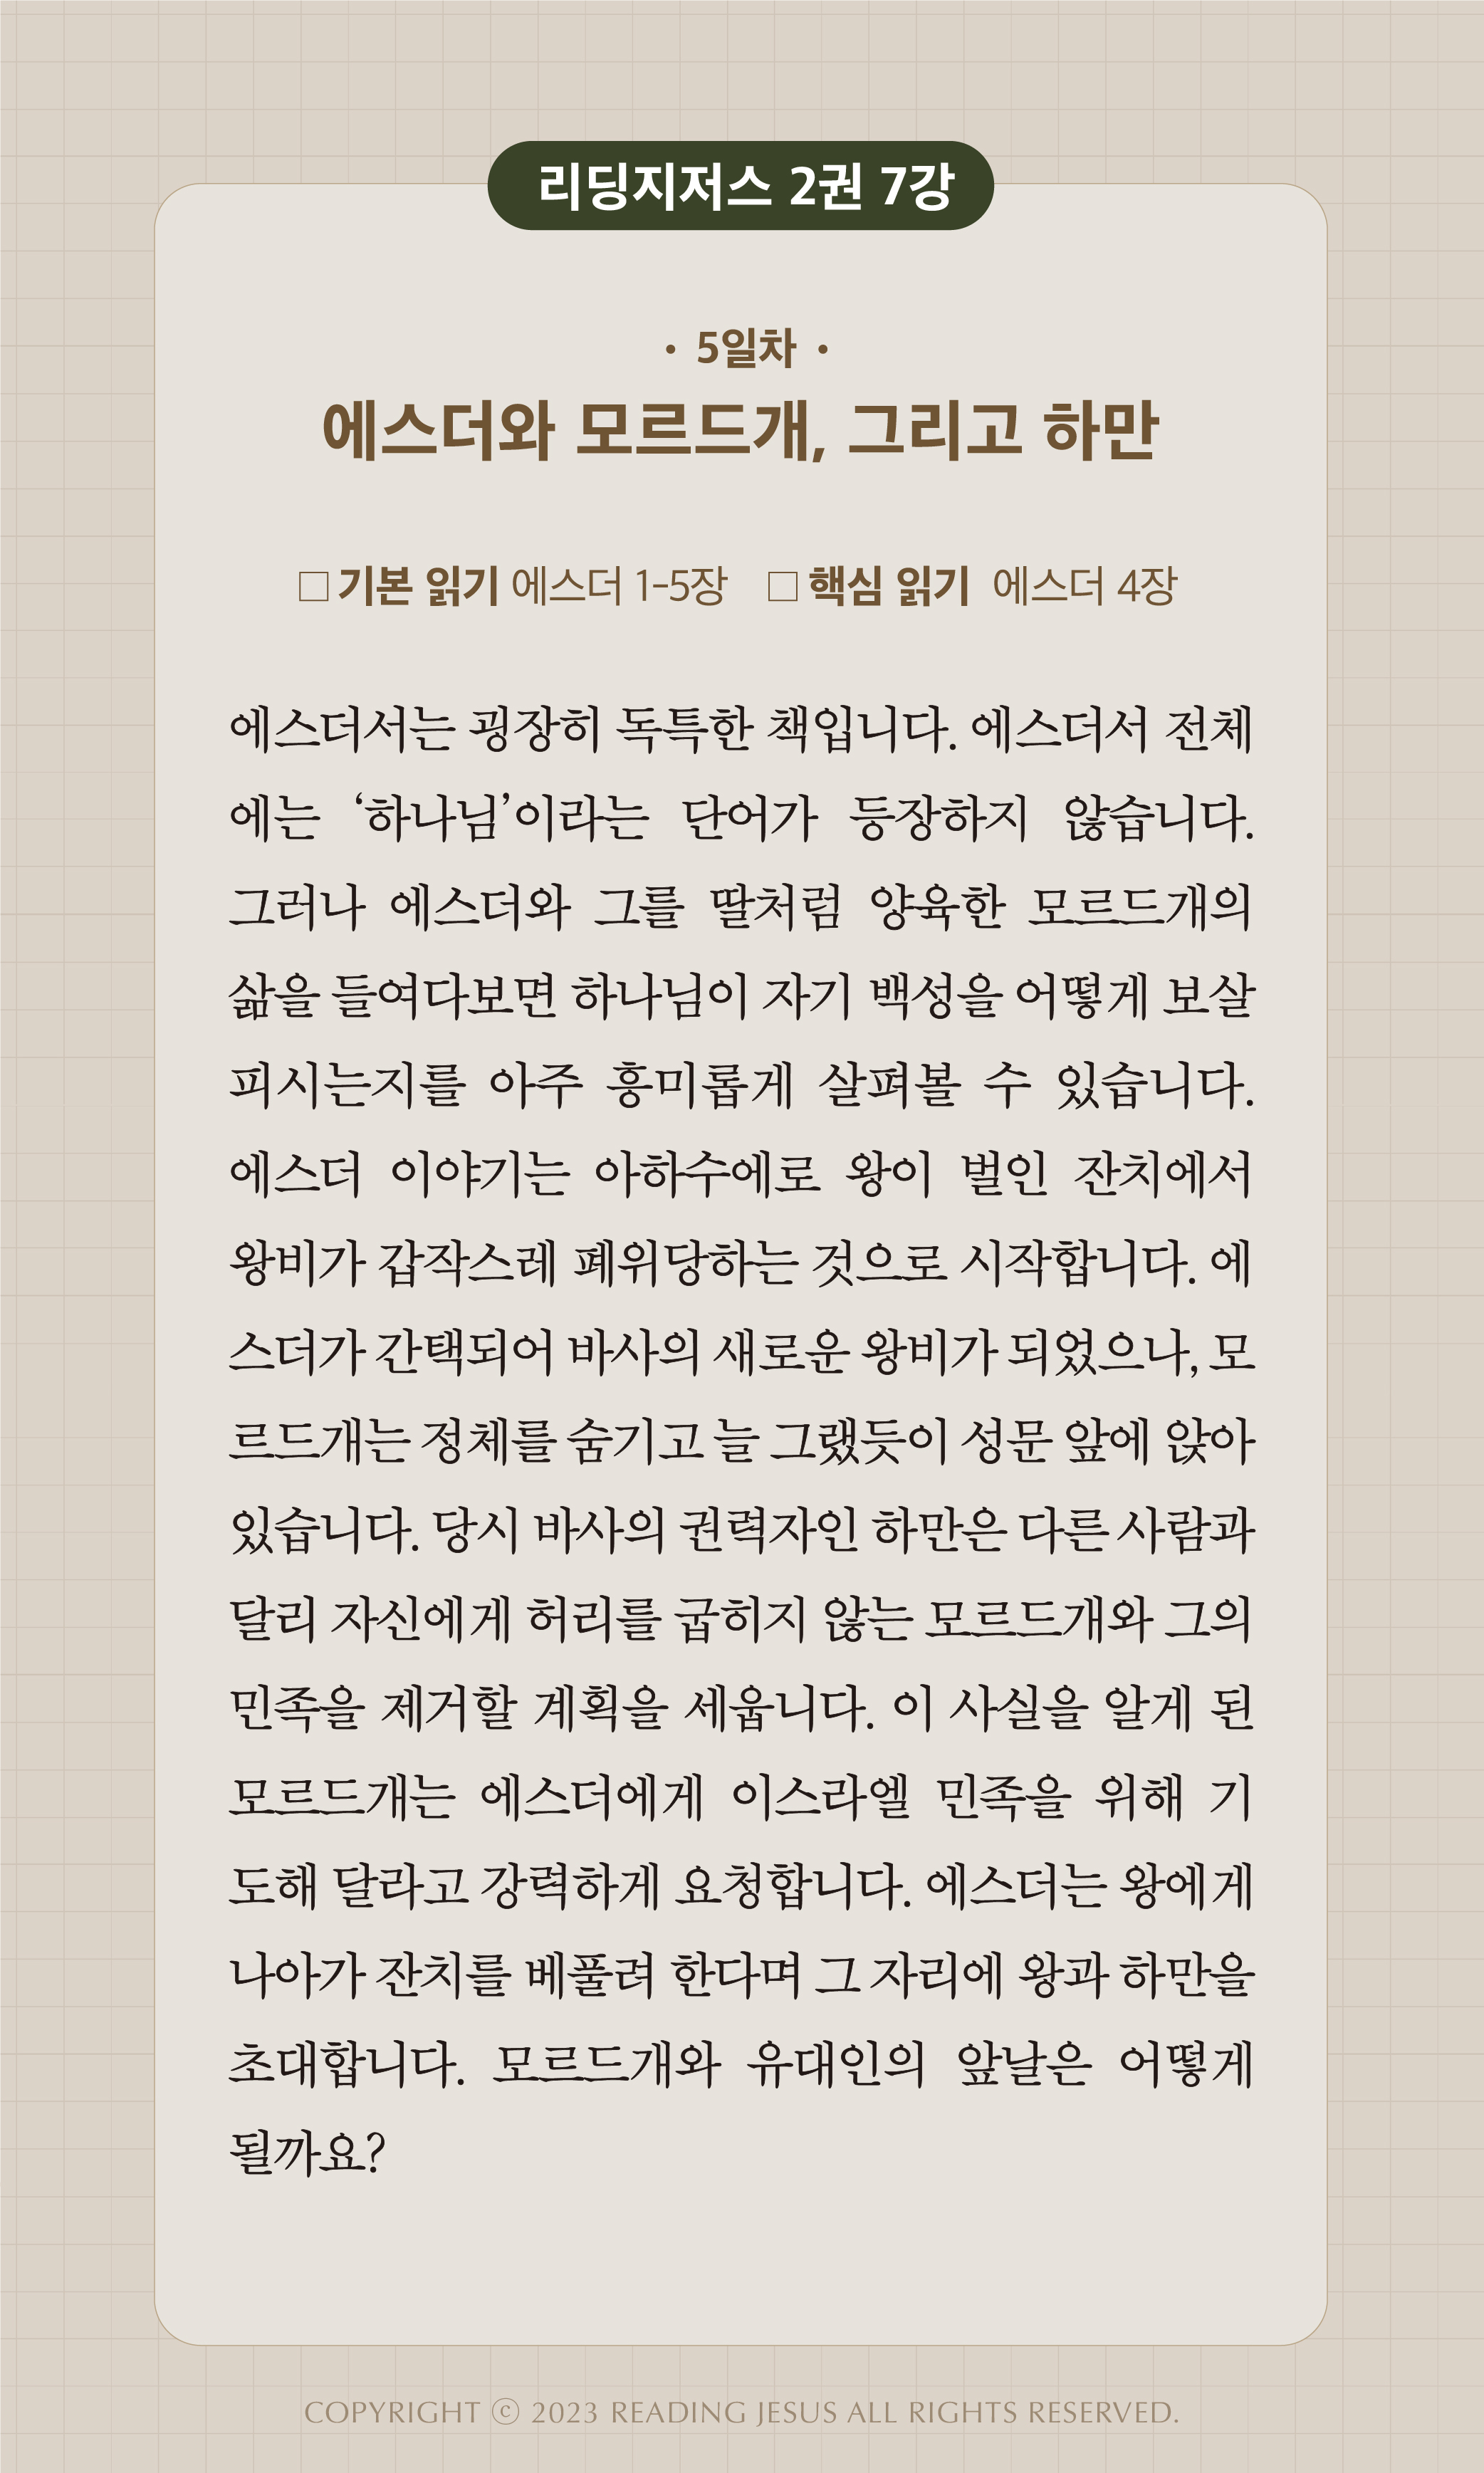 리딩지저스 2권 7강
· 5일차 ·
에스더와 모르드개, 그리고 하만
□ 기본 읽기 에스더 1-5장 □ 핵심 읽기 에스더 4장
에스더서는 굉장히 독특한 책입니다. 에스더서 전체
에는 ‘하나님’이라는 단어가 등장하지 않습니다.
그러나 에스더와 그를 딸처럼 양육한 모르드개의
삶을 들여다보면 하나님이 자기 백성을 어떻게 보살
피시는지를 아주 흥미롭게 살펴볼 수 있습니다.
에스더 이야기는 아하수에로 왕이 벌인 잔치에서
왕비가 갑작스레 폐위당하는 것으로 시작합니다. 에
스더가 간택되어 바사의 새로운 왕비가 되었으나, 모
르드개는 정체를 숨기고 늘 그랬듯이 성문 앞에 앉아
있습니다. 당시 바사의 권력자인 하만은 다른 사람과
달리 자신에게 허리를 굽히지 않는 모르드개와 그의
민족을 제거할 계획을 세웁니다. 이 사실을 알게 된
모르드개는 에스더에게 이스라엘 민족을 위해 기
도해 달라고 강력하게 요청합니다. 에스더는 왕에게
나아가 잔치를 베풀려 한다며 그 자리에 왕과 하만을
초대합니다. 모르드개와 유대인의 앞날은 어떻게
될까요?
COPYRIGHT ⓒ 2023 READING JESUS ALL RIGHTS RESERVED.